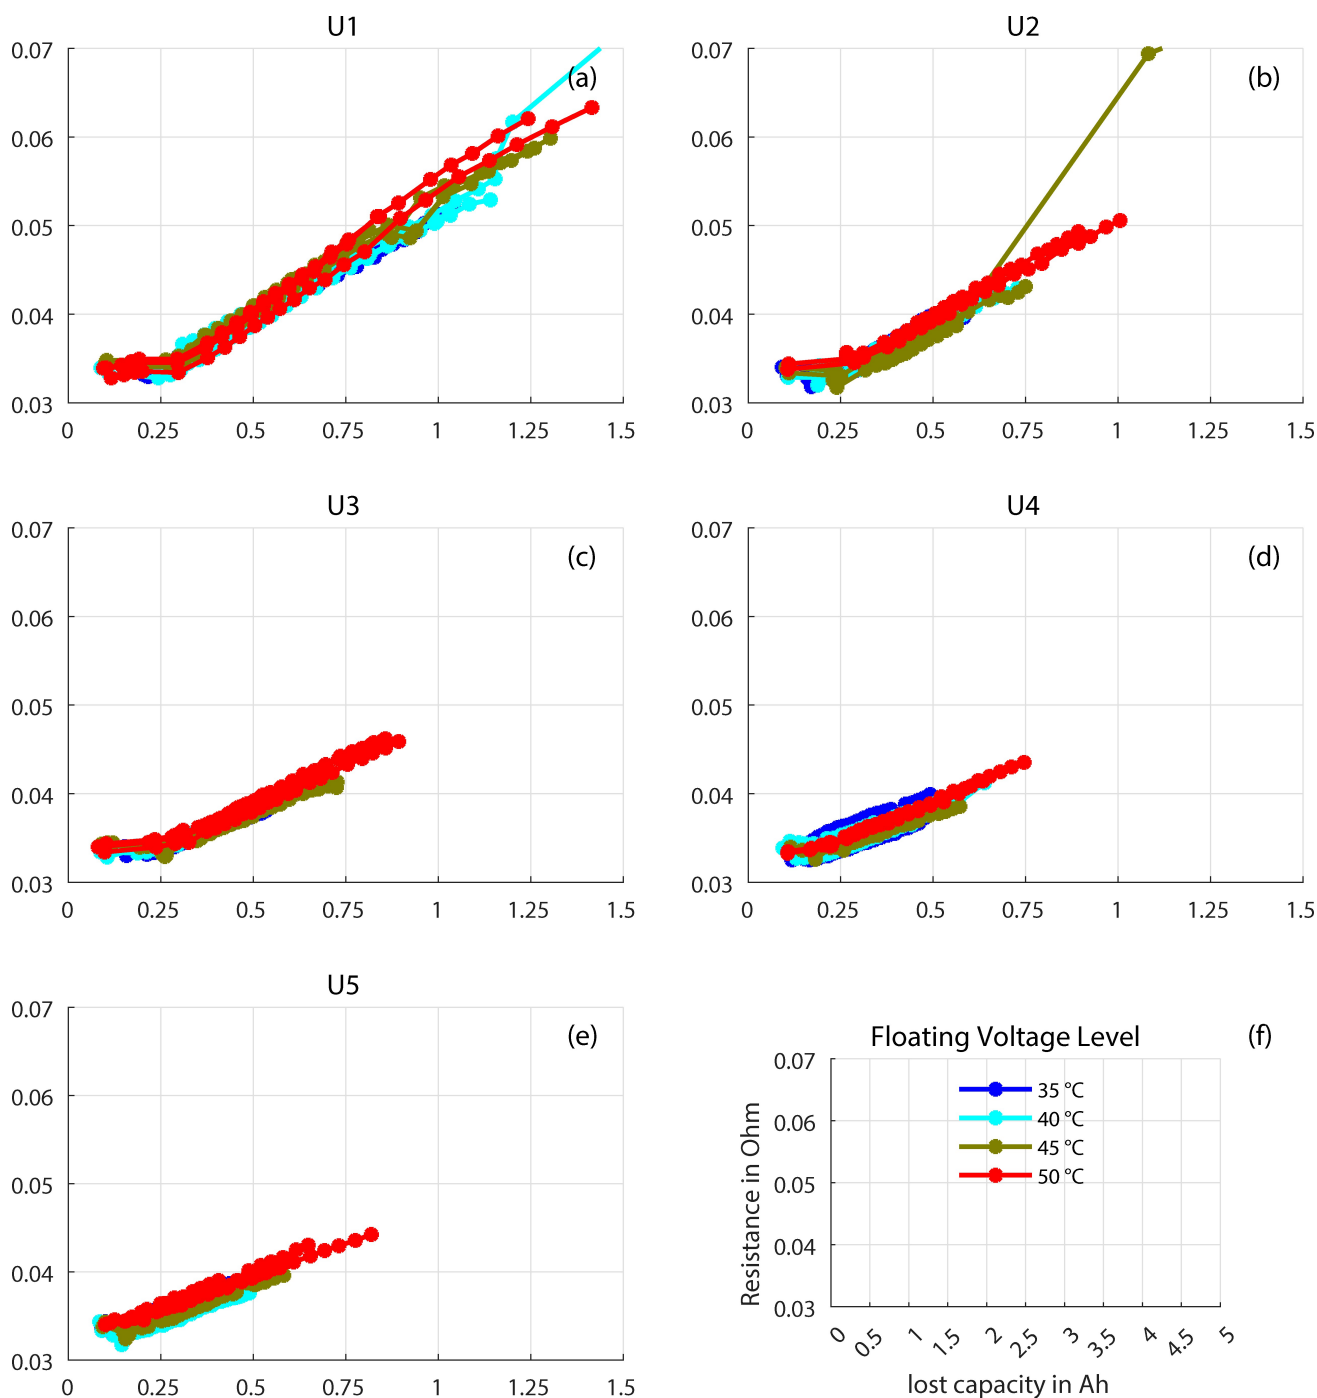 U1
U2
0.07
0.06
0.05
0.04
0.03
(a)
0 0.25 0.5 0.75 1 1.25 1.5
0.07
0.06
0.05
0.04
0.03
(b)
0 0.25 0.5 0.75 1 1.25 1.5
U3
U4
0.07
0.06
0.05
0.04
0.03
(c)
0 0.25 0.5 0.75 1 1.25 1.5
0.07
0.06
0.05
0.04
0.03
(d)
0 0.25 0.5 0.75 1 1.25 1.5
U5
0.07
0.06
0.05
0.04
0.03
(e)
0 0.25 0.5 0.75 1 1.25 1.5
Floating Voltage Level
(f)
Resistance in Ohm
0.07
0.06
0.05
0.04
0.03
35 °C
40 °C
45 °C
50 °C
0 0.5 1 1.5 2 2.5 3 3.5 4 4.5 5
lost capacity in Ah